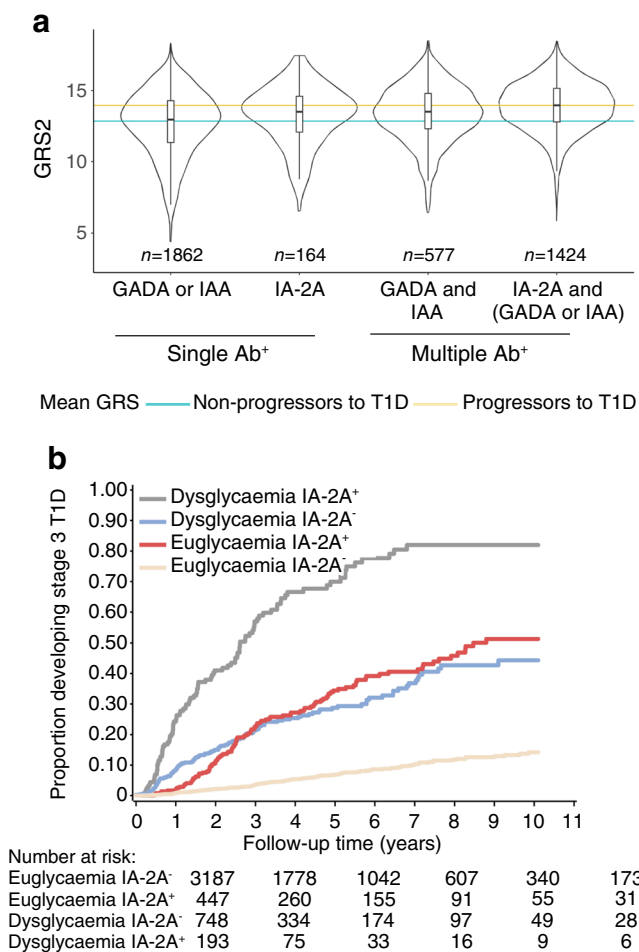 a
GRS2
15
10
5
n=1862
n=164
n=577
n=1424
GADA or IAA
IA-2A
GADA and
IAA
IA-2A and
(GADA or IAA)
Single Ab⁺
Multiple Ab⁺
Mean GRS
Non-progressors to T1D
Progressors to T1D
b
Proportion developing stage 3 T1D
1.00
0.90
0.80
0.70
0.60
0.50
0.40
0.30
0.20
0.10
0
Dysglycaemia IA-2A⁺
Dysglycaemia IA-2A⁻
Euglycaemia IA-2A⁺
Euglycaemia IA-2A⁻
0 1 2 3 4 5 6 7 8 9 10 11
Follow-up time (years)
Number at risk:
Euglycaemia IA-2A⁻ 3187 1778 1042 607 340 173
Euglycaemia IA-2A⁺ 447 260 155 91 55 31
Dysglycaemia IA-2A⁻ 748 334 174 97 49 28
Dysglycaemia IA-2A⁺ 193 75 33 16 9 6